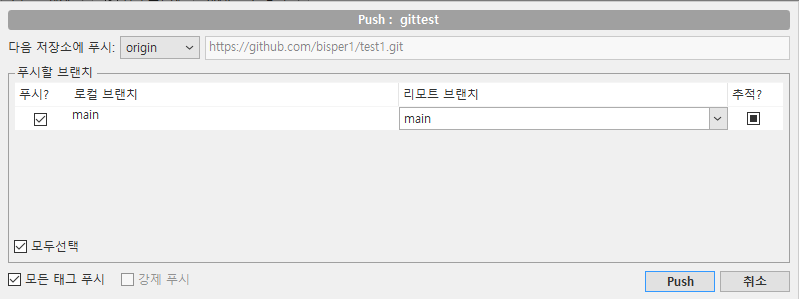 Push : gittest
다음 저장소에 푸시: origin https://github.com/bisper1/test1.git
푸시할 브랜치
푸시? 로컬 브랜치 리모트 브랜치 추적?
main main
모두선택
모든 태그 푸시 강제 푸시 Push 취소